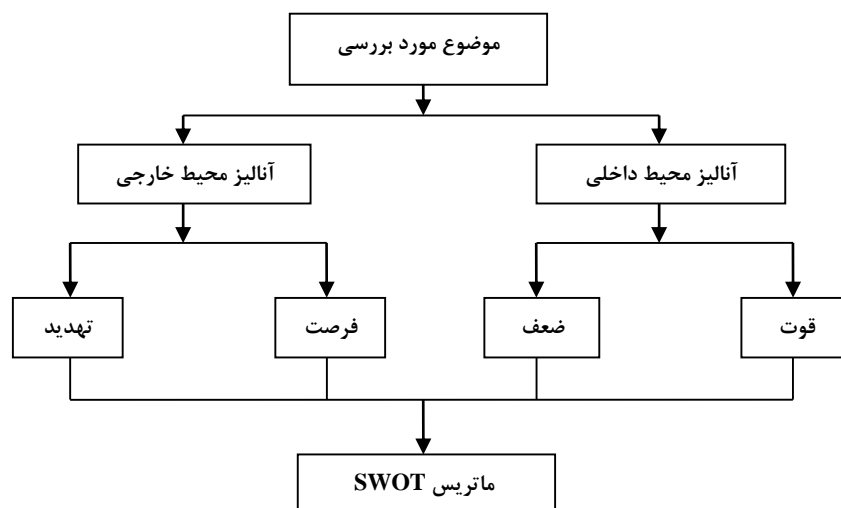 موضوع مورد بررسی
آنالیز محیط داخلی
آنالیز محیط خارجی
قوت
ضعف
فرصت
تهدید
ماتریس SWOT